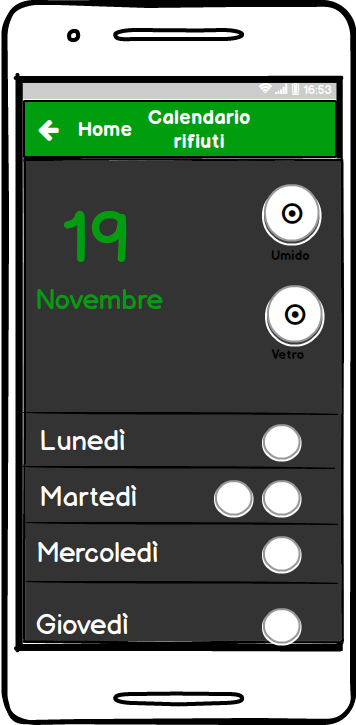 16:53
Home
Calendario
rifiuti
19
Novembre
Umido
Vetro
Lunedì
Martedì
Mercoledì
Giovedì